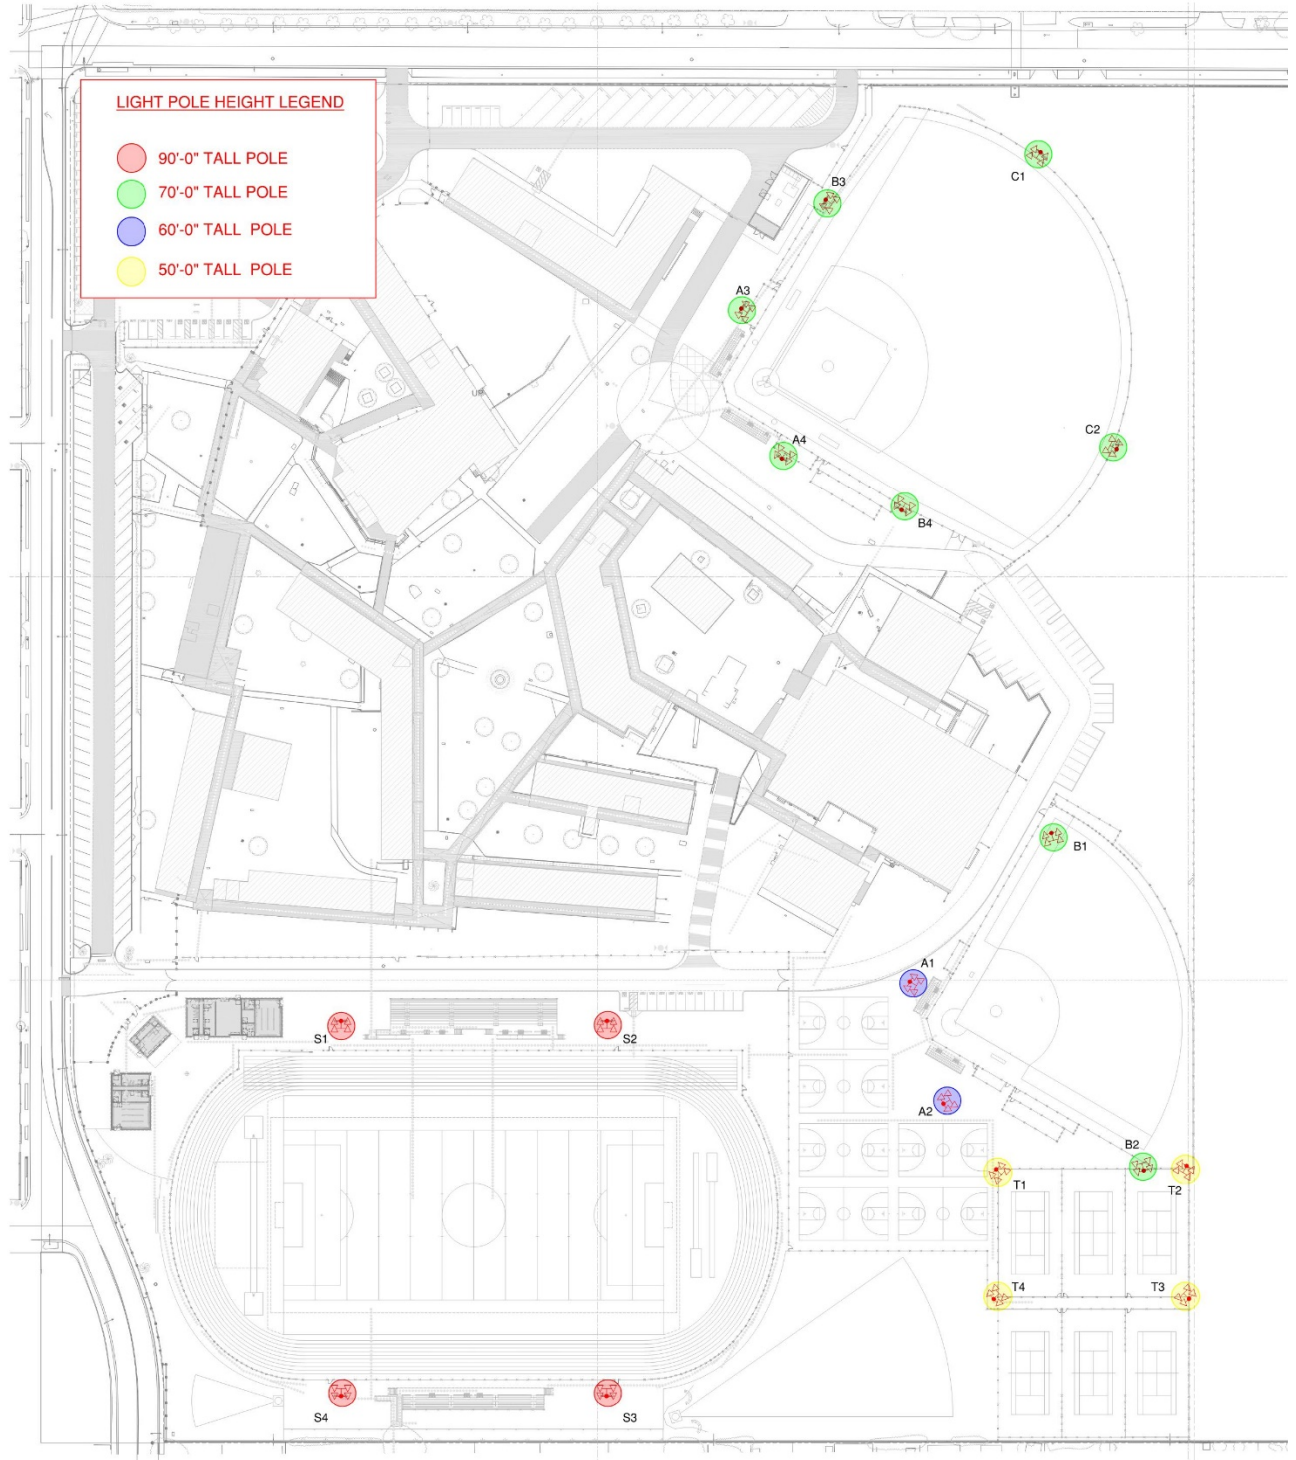 LIGHT POLE HEIGHT LEGEND
90'-0" TALL POLE
70'-0" TALL POLE
60'-0" TALL POLE
50'-0" TALL POLE
C1
B3
A3
C2
A4
B4
B1
A1
S1
S2
A2
B2
T1
T2
T4
T3
S4
S3